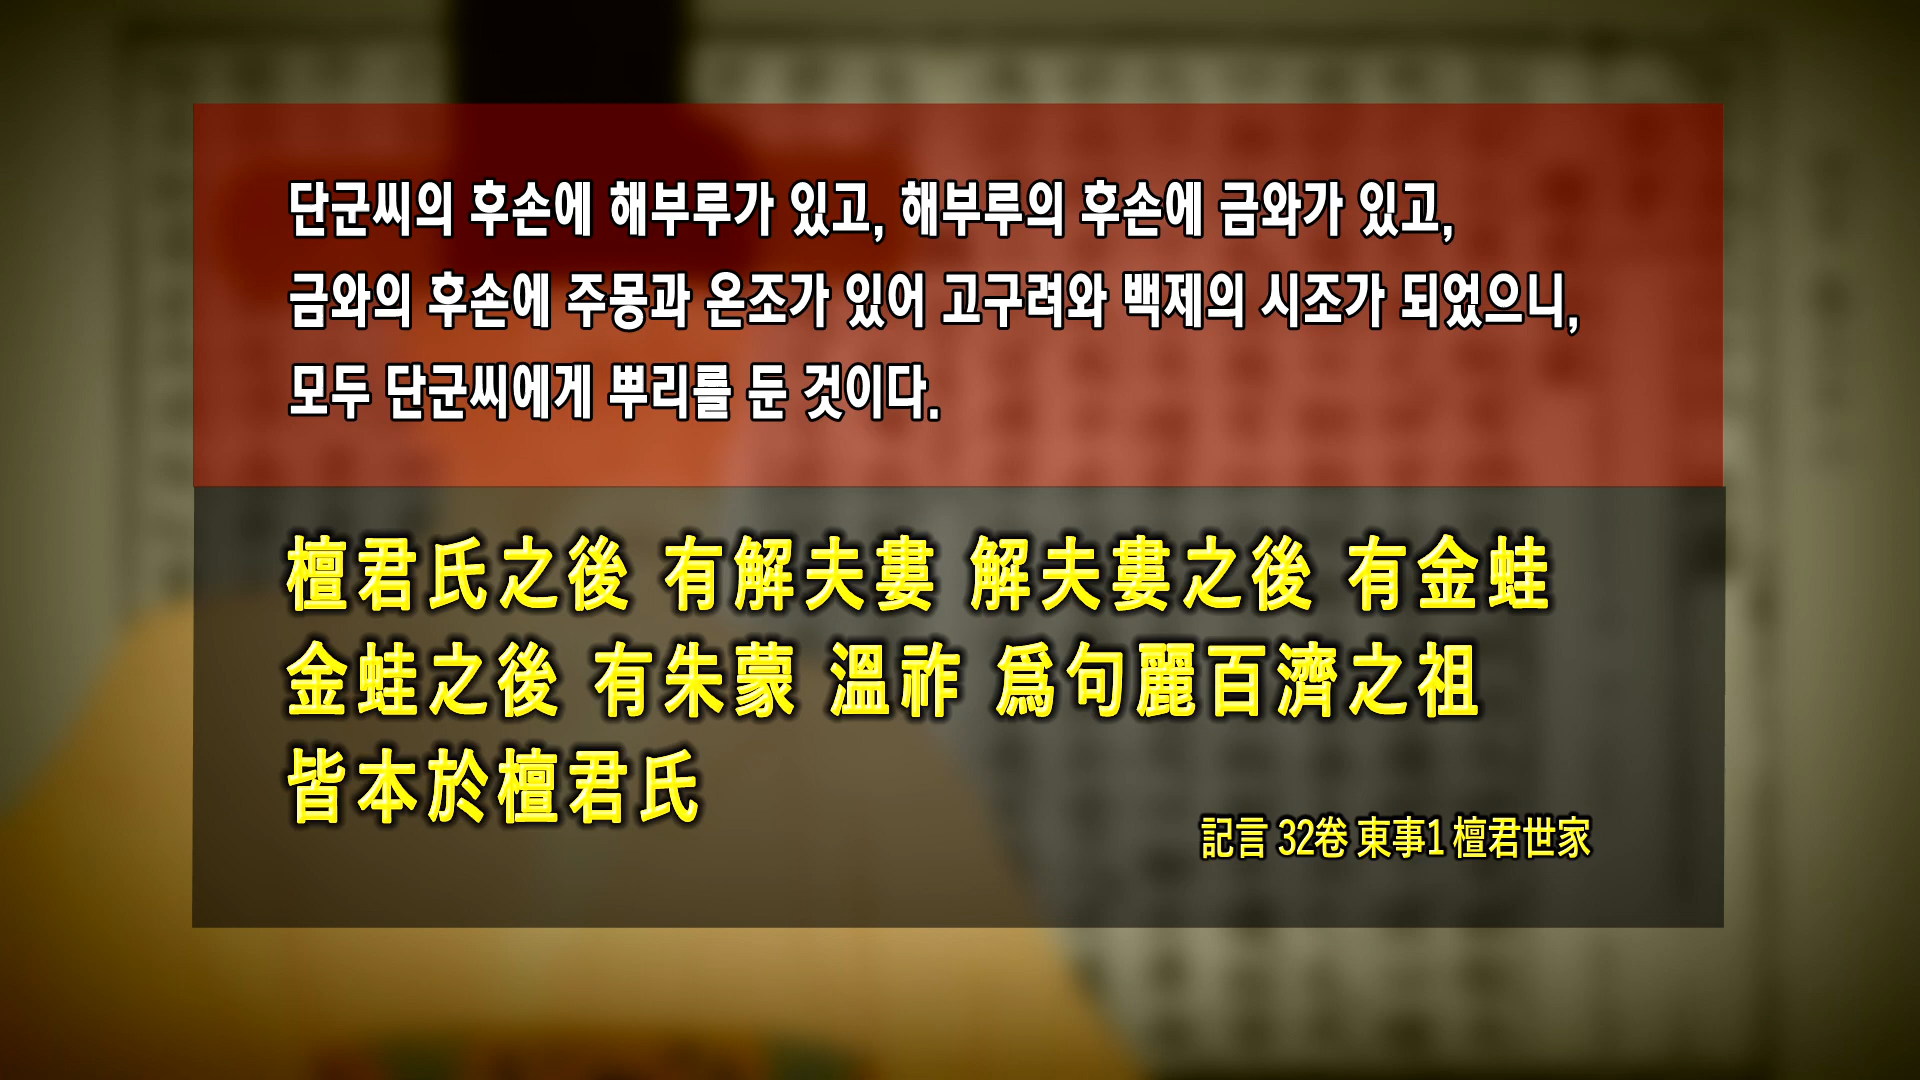 단군씨의 후손에 해부루가 있고, 해부루의 후손에 금와가 있고,
금와의 후손에 주몽과 온조가 있어 고구려와 백제의 시조가 되었으니,
모두 단군씨에게 뿌리를 둔 것이다.
檀君氏之後 有解夫婁 解夫婁之後 有金蛙
金蛙之後 有朱蒙 溫祚 爲句麗百濟之祖
皆本於檀君氏
記言 32卷 東事1 檀君世家